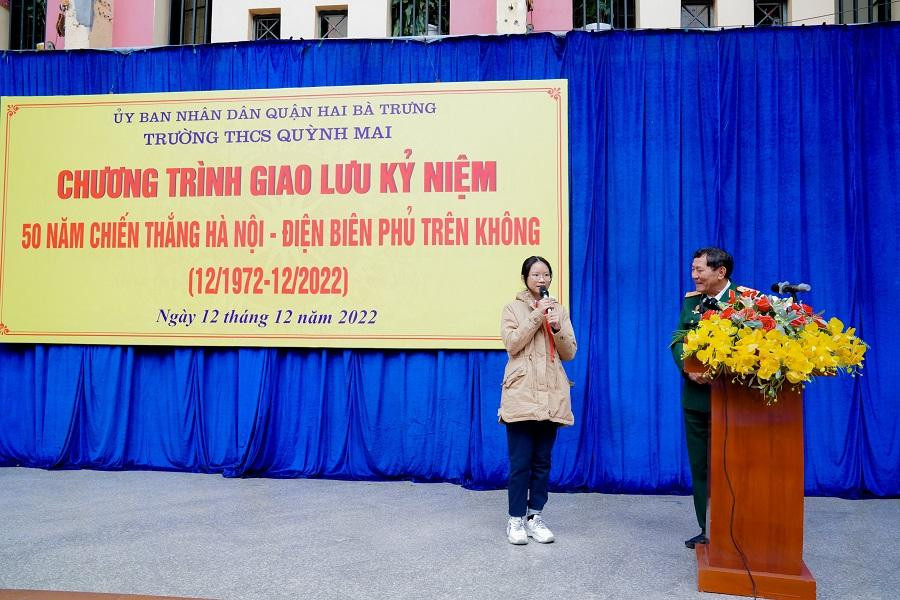 ỦY BAN NHÂN DÂN QUẬN HAI BÀ TRƯNG
TRƯỜNG THCS QUỲNH MAI
CHƯƠNG TRÌNH GIAO LƯU KỶ NIỆM
50 NĂM CHIẾN THẮNG HÀ NỘI - ĐIỆN BIÊN PHỦ TRÊN KHÔNG
(12/1972-12/2022)
Ngày 12 tháng 12 năm 2022